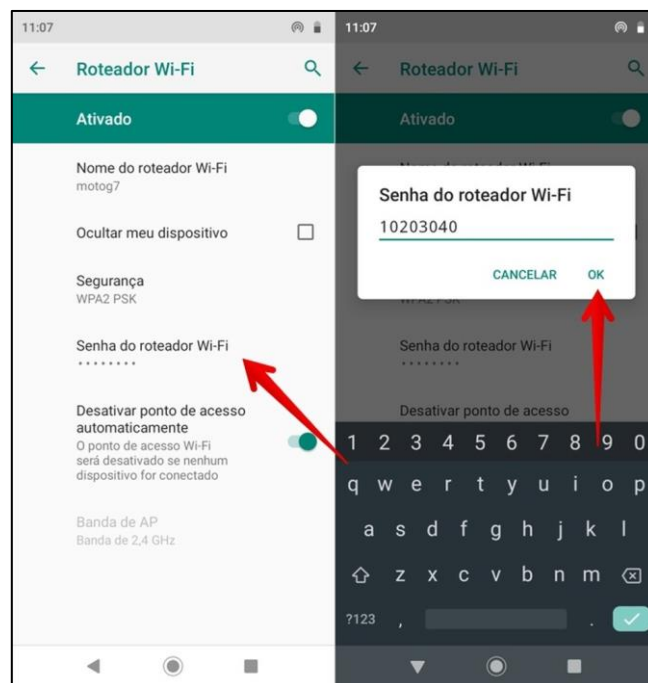 11:07
Roteador Wi-Fi
Ativado
Nome do roteador Wi-Fi
motog7
Ocultar meu dispositivo
Segurança
WPA2 PSK
Senha do roteador Wi-Fi
••••••••
Desativar ponto de acesso
automaticamente
O ponto de acesso Wi-Fi
será desativado se nenhum
dispositivo for conectado
Banda de AP
Banda de 2,4 GHz
11:07
Roteador Wi-Fi
Ativado
Senha do roteador Wi-Fi
10203040
CANCELAR OK
WPA2 PSK
Senha do roteador Wi-Fi
••••••••
Desativar ponto de acesso
1 2 3 4 5 6 7 8 9 0
q w e r t y u i o p
a s d f g h j k l
z x c v b n m
?123 , .